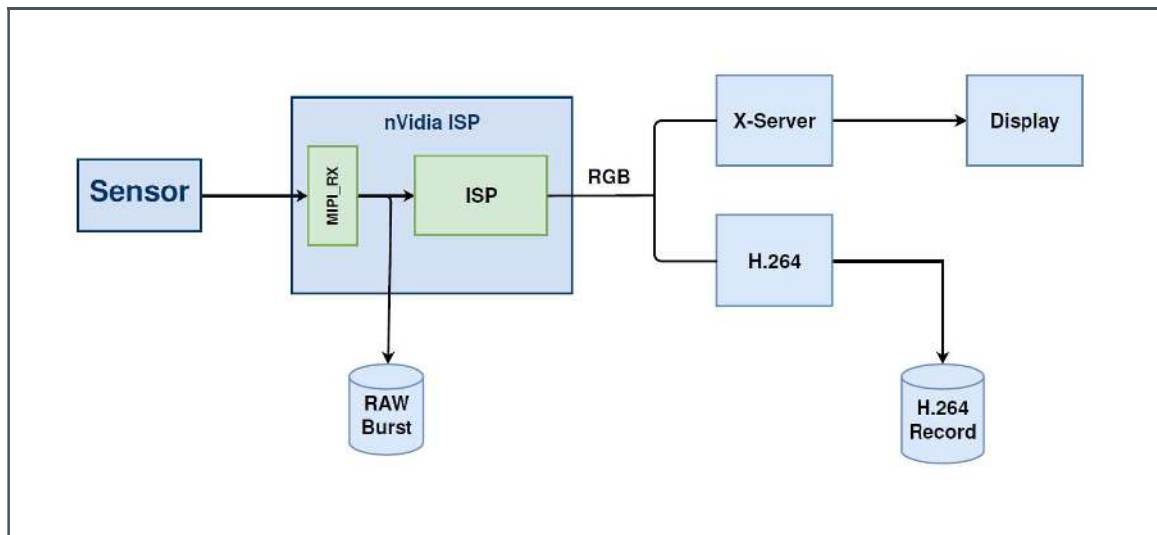 nVidia ISP
Sensor
MIPI_RX
ISP
RGB
X-Server
Display
H.264
RAW
Burst
H.264
Record